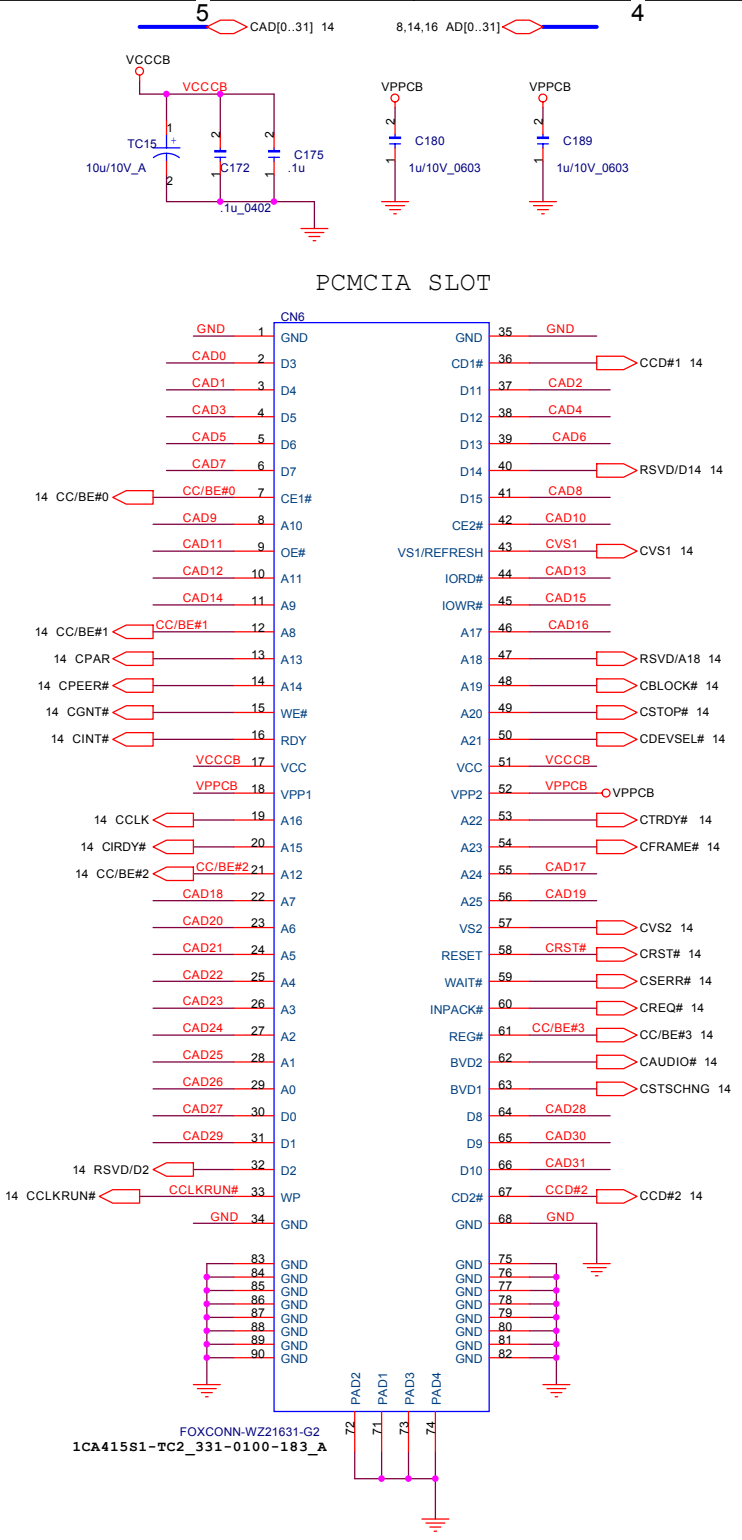 5
4
CAD[0..31] 14
8,14,16 AD[0..31]
VCCCB
VCCCB
VPPCB
VPPCB
1
2
2
2
2
TC15
+
C175
C180
C189
10u/10V_A
C172
.1u
1u/10V_0603
1u/10V_0603
2
1
1
1
1
.1u_0402
PCMCIA SLOT
CN6
GND 1 GND GND 35 GND
CAD0 2 D3 CD1# 36 CCD#1 14
CAD1 3 D4 D11 37 CAD2
CAD3 4 D5 D12 38 CAD4
CAD5 5 D6 D13 39 CAD6
CAD7 6 D7 D14 40 RSVD/D14 14
14 CC/BE#0 CC/BE#0 7 CE1# D15 41 CAD8
CAD9 8 A10 CE2# 42 CAD10
CAD11 9 OE# VS1/REFRESH 43 CVS1 CVS1 14
CAD12 10 A11 IORD# 44 CAD13
CAD14 11 A9 IOWR# 45 CAD15
14 CC/BE#1 CC/BE#1 12 A8 A17 46 CAD16
14 CPAR 13 A13 A18 47 RSVD/A18 14
14 CPEER# 14 A14 A19 48 CBLOCK# 14
14 CGNT# 15 WE# A20 49 CSTOP# 14
14 CINT# 16 RDY A21 50 CDEVSEL# 14
VCCCB 17 VCC VCC 51 VCCCB
VPPCB 18 VPP1 VPP2 52 VPPCB VPPCB
14 CCLK 19 A16 A22 53 CTRDY# 14
14 CIRDY# 20 A15 A23 54 CFRAME# 14
14 CC/BE#2 CC/BE#2 21 A12 A24 55 CAD17
CAD18 22 A7 A25 56 CAD19
CAD20 23 A6 VS2 57 CVS2 14
CAD21 24 A5 RESET 58 CRST# CRST# 14
CAD22 25 A4 WAIT# 59 CSERR# 14
CAD23 26 A3 INPACK# 60 CREQ# 14
CAD24 27 A2 REG# 61 CC/BE#3 CC/BE#3 14
CAD25 28 A1 BVD2 62 CAUDIO# 14
CAD26 29 A0 BVD1 63 CSTSCHNG 14
CAD27 30 D0 D8 64 CAD28
CAD29 31 D1 D9 65 CAD30
14 RSVD/D2 32 D2 D10 66 CAD31
14 CCLKRUN# CCLKRUN# 33 WP CD2# 67 CCD#2 CCD#2 14
GND 34 GND GND 68 GND
83 GND GND 75
84 GND GND 76
85 GND GND 77
86 GND GND 78
87 GND GND 79
88 GND GND 80
89 GND GND 81
90 GND GND 82
PAD2 PAD1 PAD3 PAD4
72 71 73 74
FOXCONN-WZ21631-G2
1CA415S1-TC2_331-0100-183_A